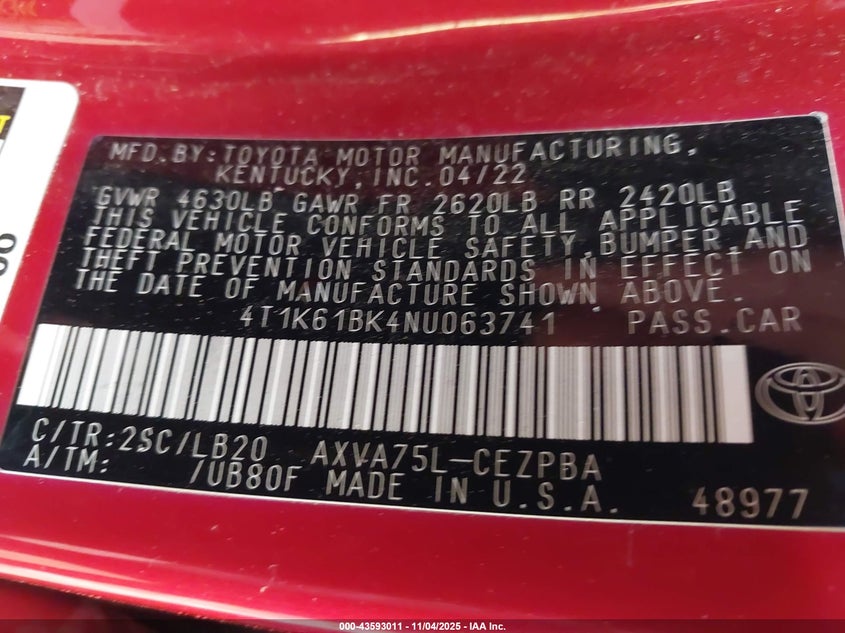 MFD.BY:TOYOTA MOTOR MANUFACTURING,
KENTUCKY,INC.04/22
GVWR 4630LB GAWR FR 2620LB RR 2420LB
THIS VEHICLE CONFORMS TO ALL APPLICABLE
FEDERAL MOTOR VEHICLE SAFETY,BUMPER,AND
THEFT PREVENTION STANDARDS IN EFFECT ON
THE DATE OF MANUFACTURE SHOWN ABOVE.
4T1K61BK4NU063741 PASS.CAR
C/TR:2SC/LB20 AXVA75L-CEZPBA
A/TM: /UB80F MADE IN U.S.A. 48977
000-43593011 - 11/04/2025 - IAA Inc.